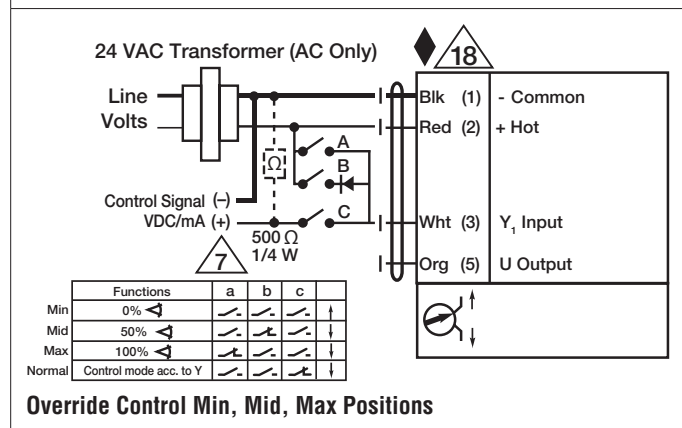 24 VAC Transformer (AC Only)
18
Line
Volts
Blk (1) - Common
Red (2) + Hot
A
B
C
Ω
Control Signal (–)
VDC/mA (+)
Wht (3) Y₁ Input
500 Ω
1/4 W
7
Org (5) U Output
Functions a b c
Min 0%
Mid 50%
Max 100%
Normal Control mode acc. to Y
Override Control Min, Mid, Max Positions